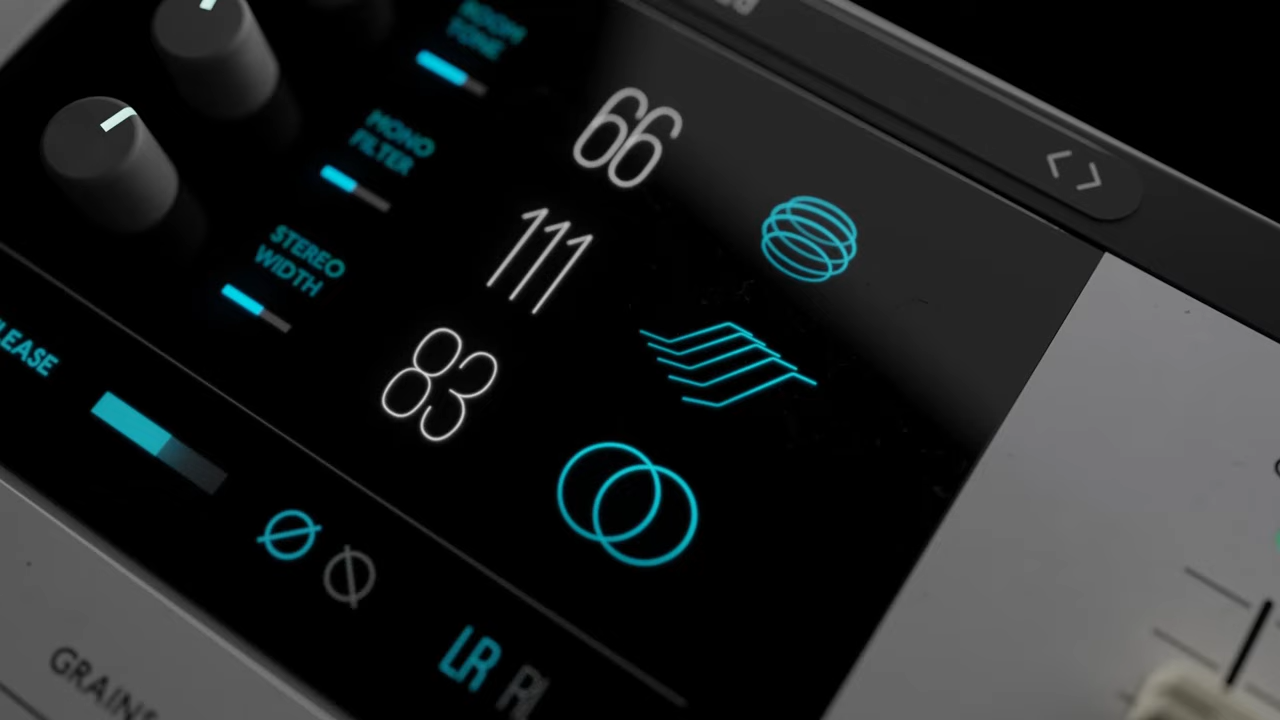 ROOM
TONE
66
MONO
FILTER
111
STEREO
WIDTH
83
LEASE
LR
GRAINS